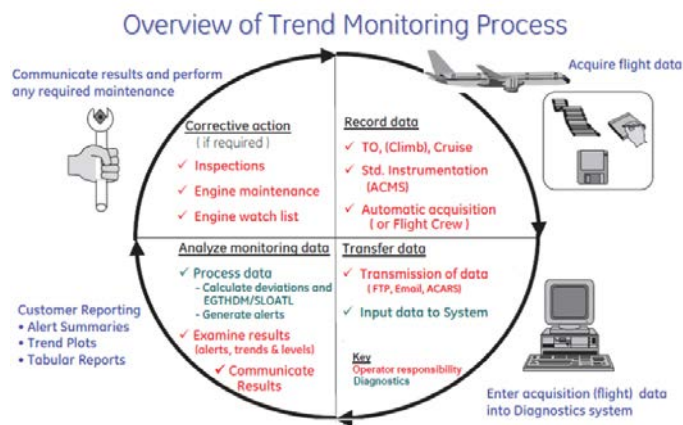 Overview of Trend Monitoring Process
Communicate results and perform
any required maintenance
Acquire flight data
Corrective action
( if required )
✓ Inspections
✓ Engine maintenance
✓ Engine watch list
Record data
✓ TO, (Climb), Cruise
✓ Std. Instrumentation
(ACMS)
✓ Automatic acquisition
( or Flight Crew )
Analyze monitoring data
✓ Process data
- Calculate deviations and
EGTHDM/SLOATL
- Generate alerts
✓ Examine results
(alerts, trends & levels)
✓ Communicate
Results
Transfer data
✓ Transmission of data
( FTP, Email, ACARS)
✓ Input data to System
Key
Operator responsibility
Diagnostics
Customer Reporting
• Alert Summaries
• Trend Plots
• Tabular Reports
Enter acquisition (flight) data
into Diagnostics system